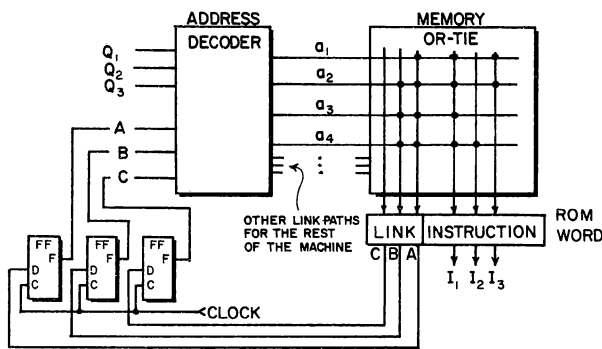 ADDRESS
DECODER
MEMORY
OR-TIE
Q1
Q2
Q3
A
B
C
a1
a2
a3
a4
OTHER LINK PATHS
FOR THE REST
OF THE MACHINE
LINK INSTRUCTION
ROM
WORD
C B A
I1 I2 I3
FF
F
D
C
FF
F
D
C
FF
F
D
C
CLOCK